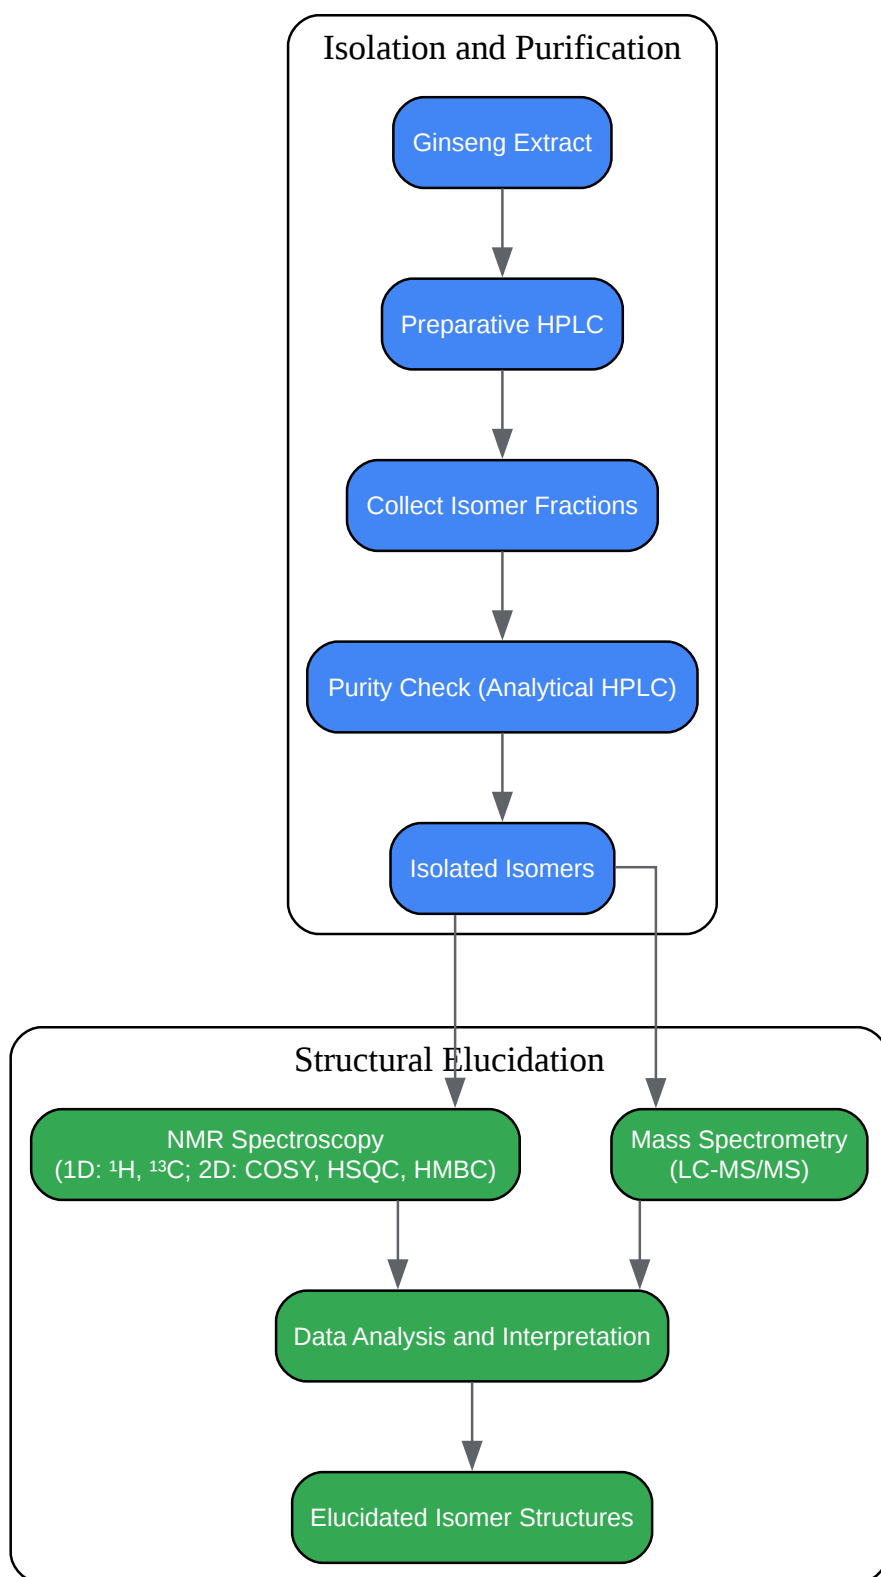 Isolation and Purification
Ginseng Extract
Preparative HPLC
Collect Isomer Fractions
Purity Check (Analytical HPLC)
Isolated Isomers
Structural Elucidation
NMR Spectroscopy
(1D: ¹H, ¹³C; 2D: COSY, HSQC, HMBC)
Mass Spectrometry
(LC-MS/MS)
Data Analysis and Interpretation
Elucidated Isomer Structures